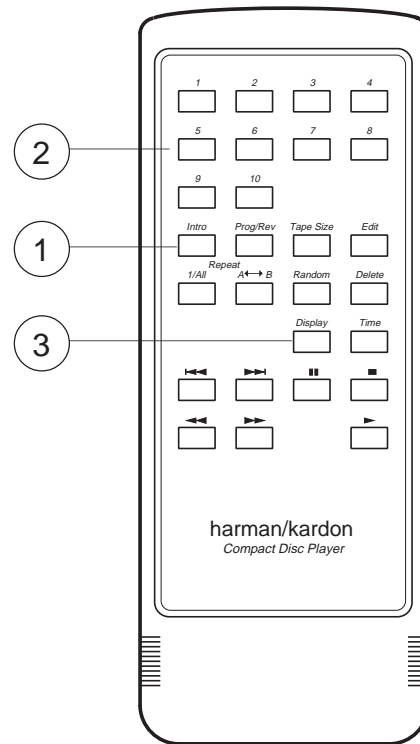 1 2 3 4
2
5 6 7 8
9 10
1
Intro Prog/Rev Tape Size Edit
Repeat
1/All A↔B Random Delete
3
Display Time
harman/kardon
Compact Disc Player